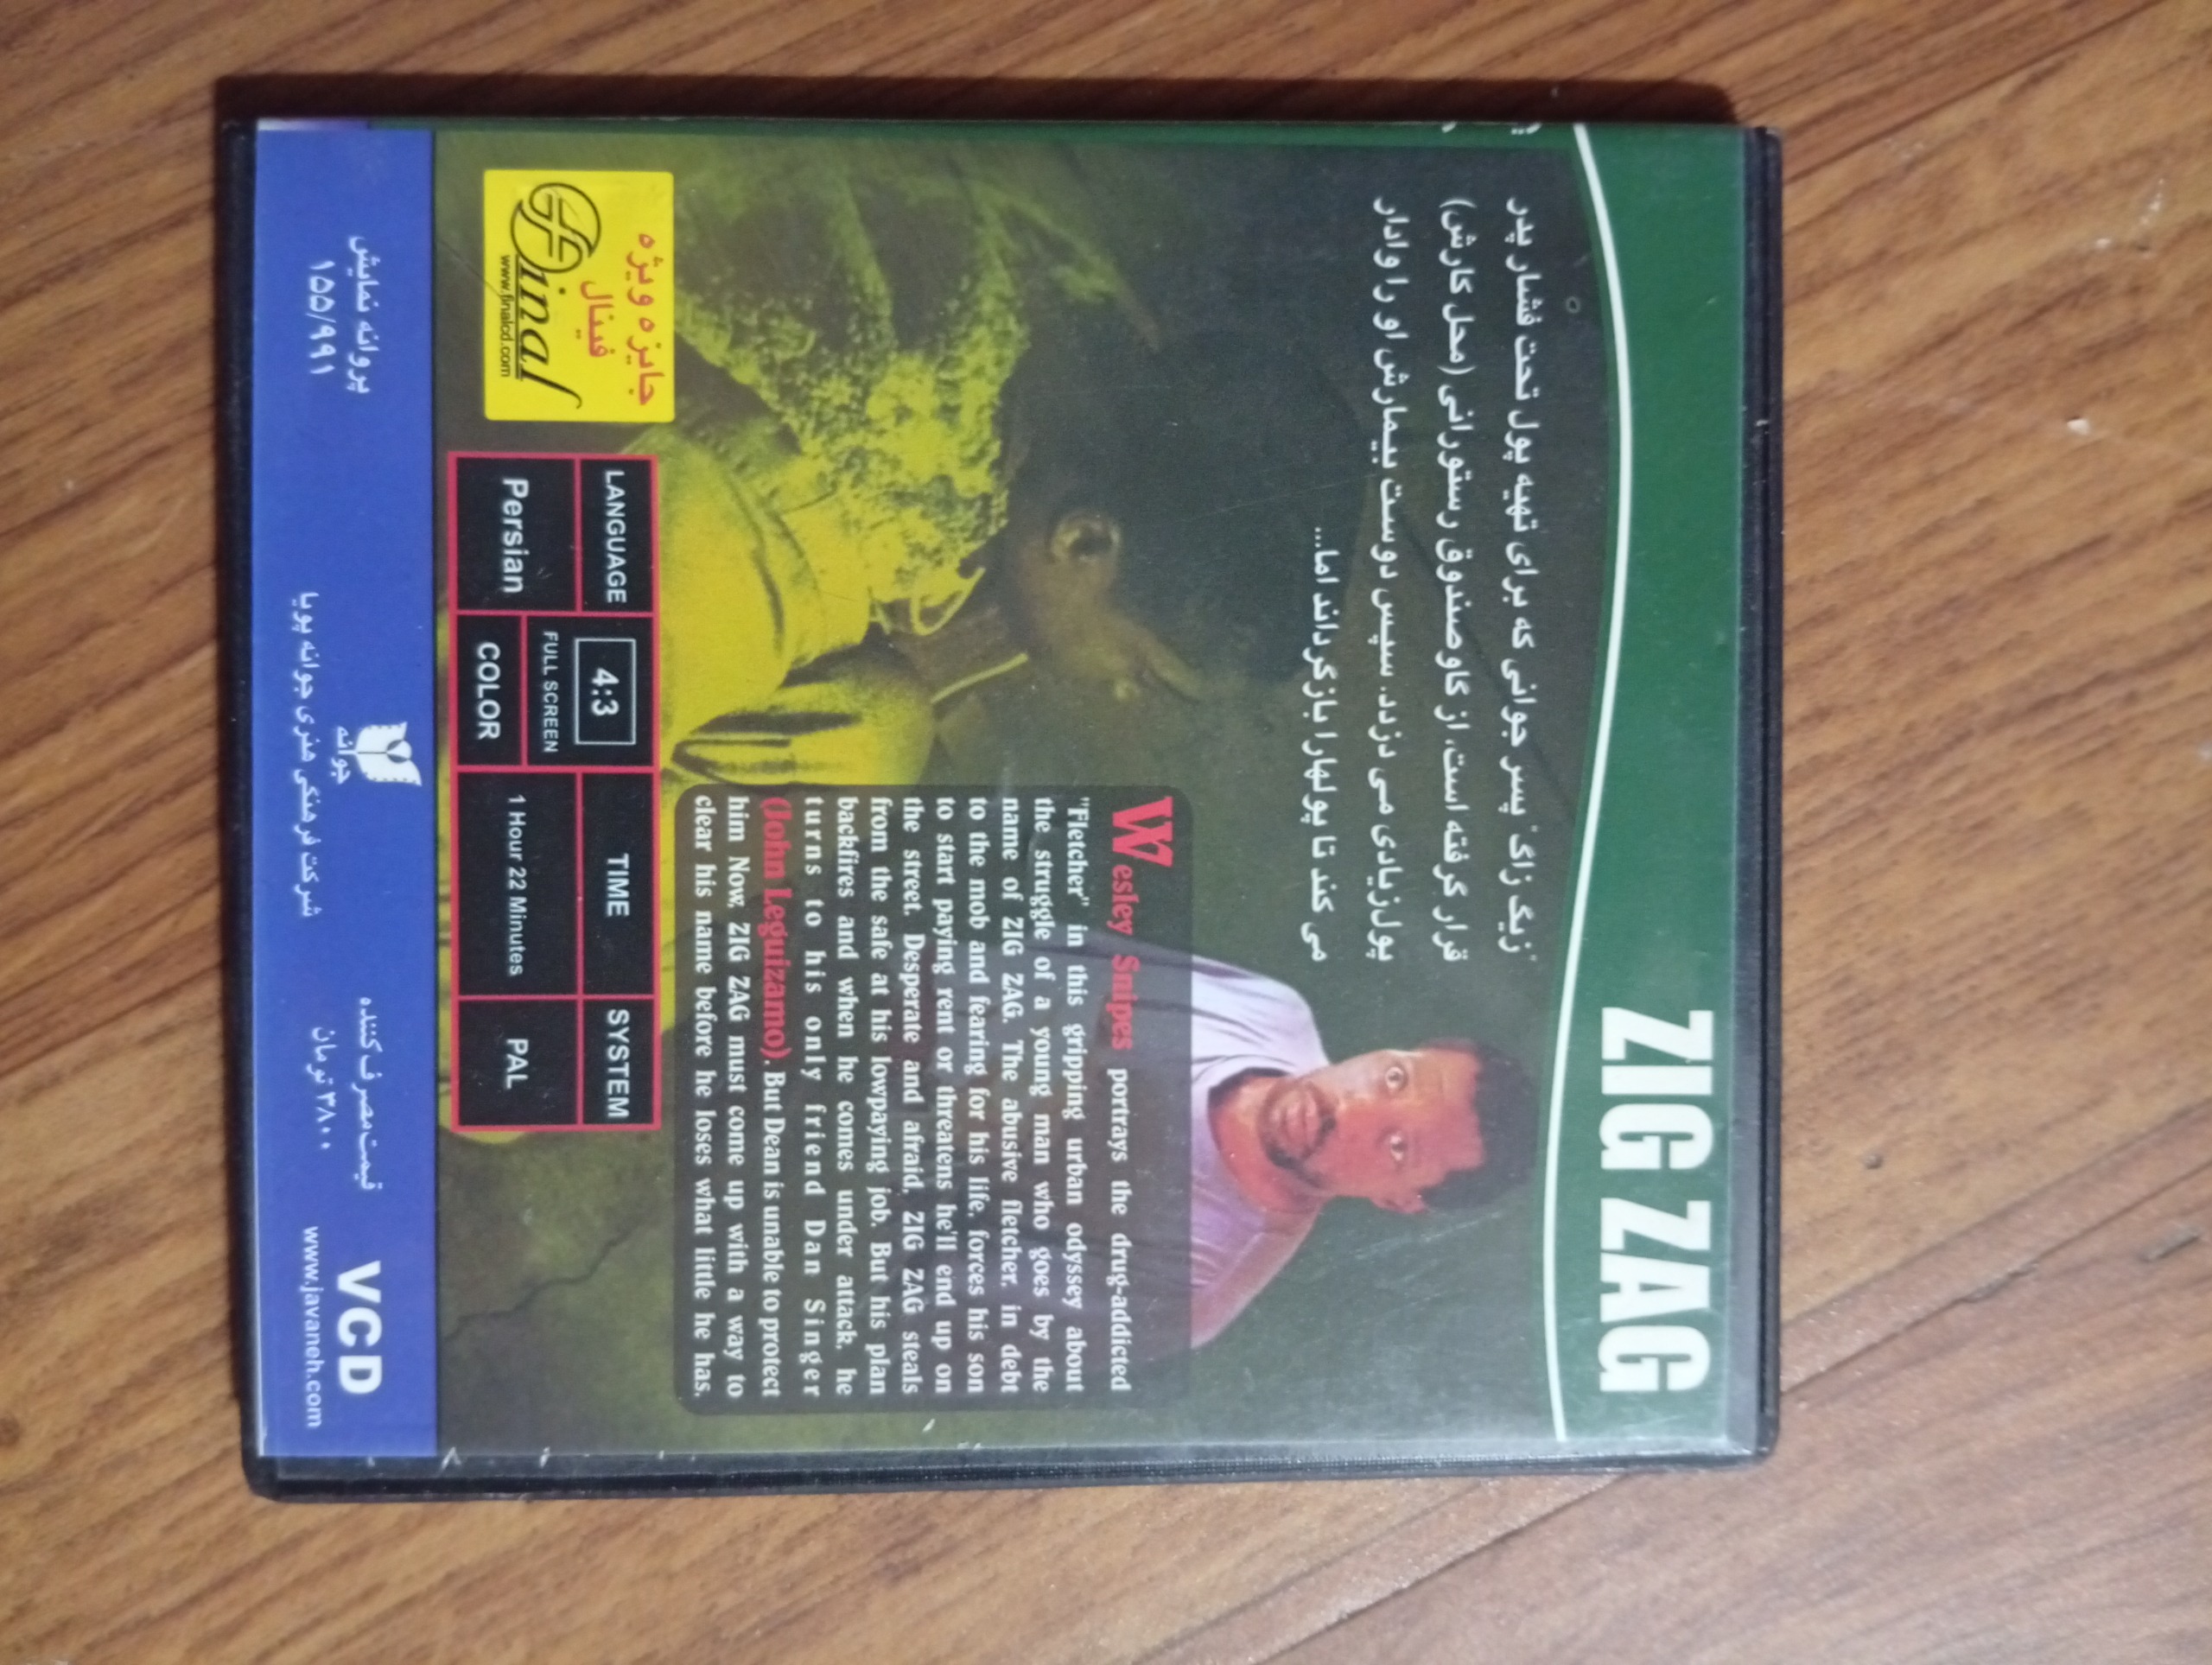 ZIG ZAG
"زیگ زاگ" پسر جوانی که برای تهیه پول تحت فشار پدر
قرار گرفته است، از گاوصندوق رستورانی (محل کارش)
پول زیادی می دزدد. سپس دوست بیمارش او را وادار
می کند تا پولها را بازگرداند اما...
Wesley Snipes portrays the drug-addicted
"Fletcher" in this gripping urban odyssey about
the struggle of a young man who goes by the
name of ZIG ZAG. The abusive fletcher, in debt
to the mob and fearing for his life, forces his son
to start paying rent or threatens he'll end up on
the street. Desperate and afraid, ZIG ZAG steals
from the safe at his lowpaying job. But his plan
backfires and when he comes under attack, he
turns to his only friend Dan Singer
(John Leguizamo). But Dean is unable to protect
him Now, ZIG ZAG must come up with a way to
clear his name before he loses what little he has.
جایزه ویژه
فینال
Final
www.finalcd.com
LANGUAGE
Persian
4:3
FULL SCREEN
COLOR
TIME
1 Hour 22 Minutes
SYSTEM
PAL
پروانه نمایش
۱۵۵/۹۹۱
جوانه
شرکت فرهنگی هنری جوانه پویا
قیمت مصرف کننده
۳۸۰۰ تومان
VCD
www.javaneh.com